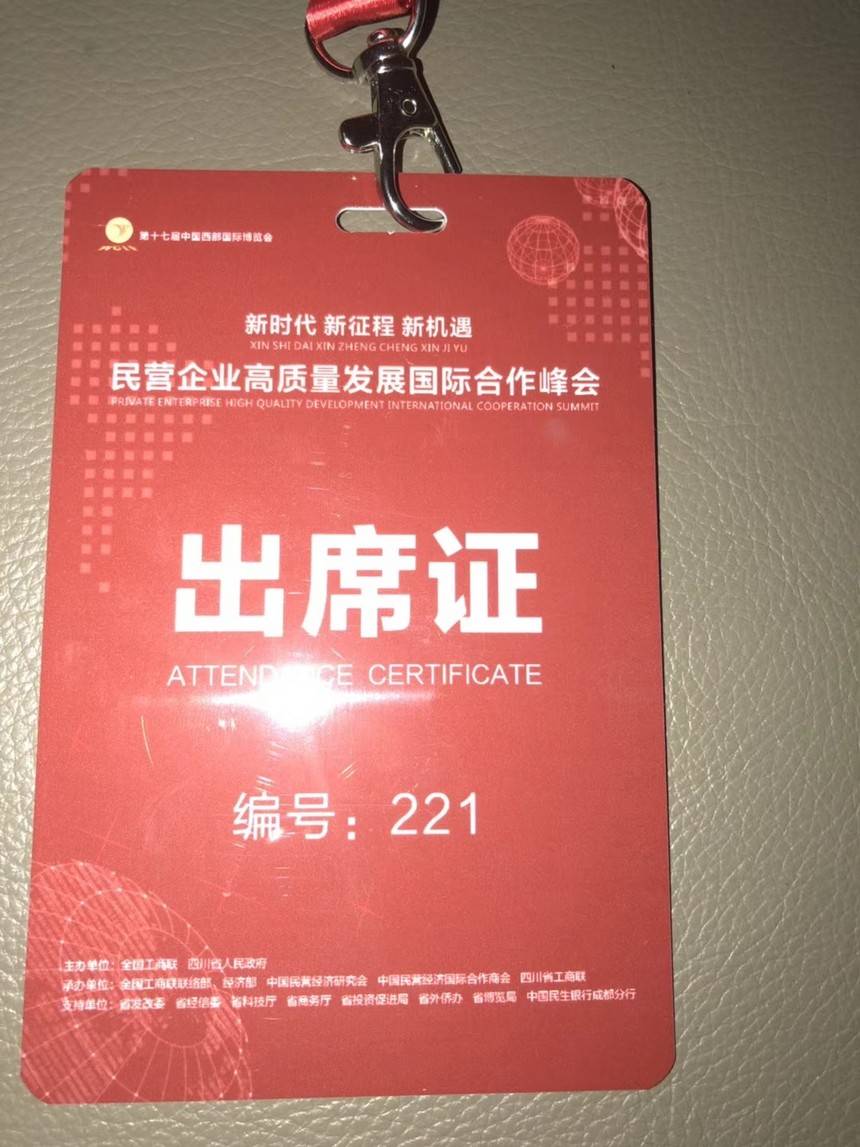 第十七届中国西部国际博览会
新时代 新征程 新机遇
XIN SHI DAI XIN ZHENG CHENG XIN JI YU
民营企业高质量发展国际合作峰会
PRIVATE ENTERPRISE HIGH QUALITY DEVELOPMENT INTERNATIONAL COOPERATION SUMMIT
出席证
ATTENDANCE CERTIFICATE
编号：221
主办单位：全国工商联 四川省人民政府
承办单位：全国工商联联络部、经济部 中国民营经济研究会 中国民营经济国际合作商会 四川省工商联
支持单位：省发改委 省经信委 省科技厅 省商务厅 省投资促进局 省外侨办 省博览局 中国民生银行成都分行